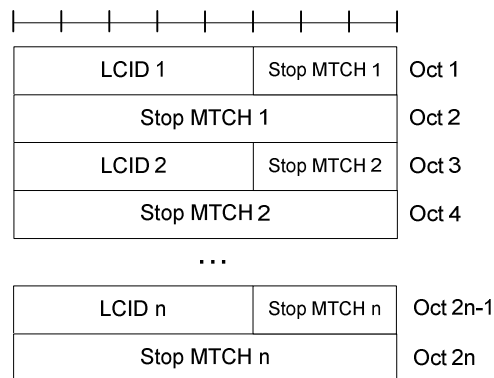 LCID 1 Stop MTCH 1 Oct 1
Stop MTCH 1 Oct 2
LCID 2 Stop MTCH 2 Oct 3
Stop MTCH 2 Oct 4
...
LCID n Stop MTCH n Oct 2n-1
Stop MTCH n Oct 2n